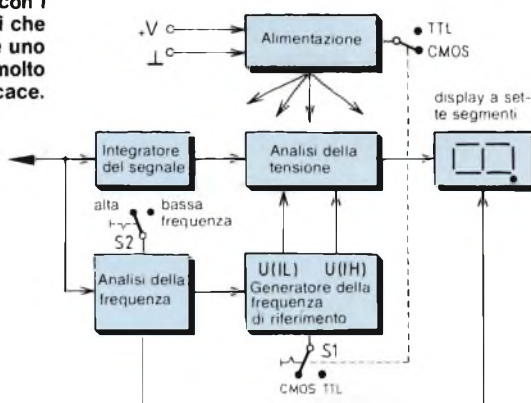 con i
i che
e uno
molto
cace.
+V
⊥
Alimentazione
TTL
CMOS
display a set-
te segmenti
Integratore
del segnale
Analisi della
tensione
alta
bassa
frequenza
S2
Analisi della
frequenza
U(IL) U(IH)
Generatore della
frequenza
di riferimento
S1
CMOS TTL